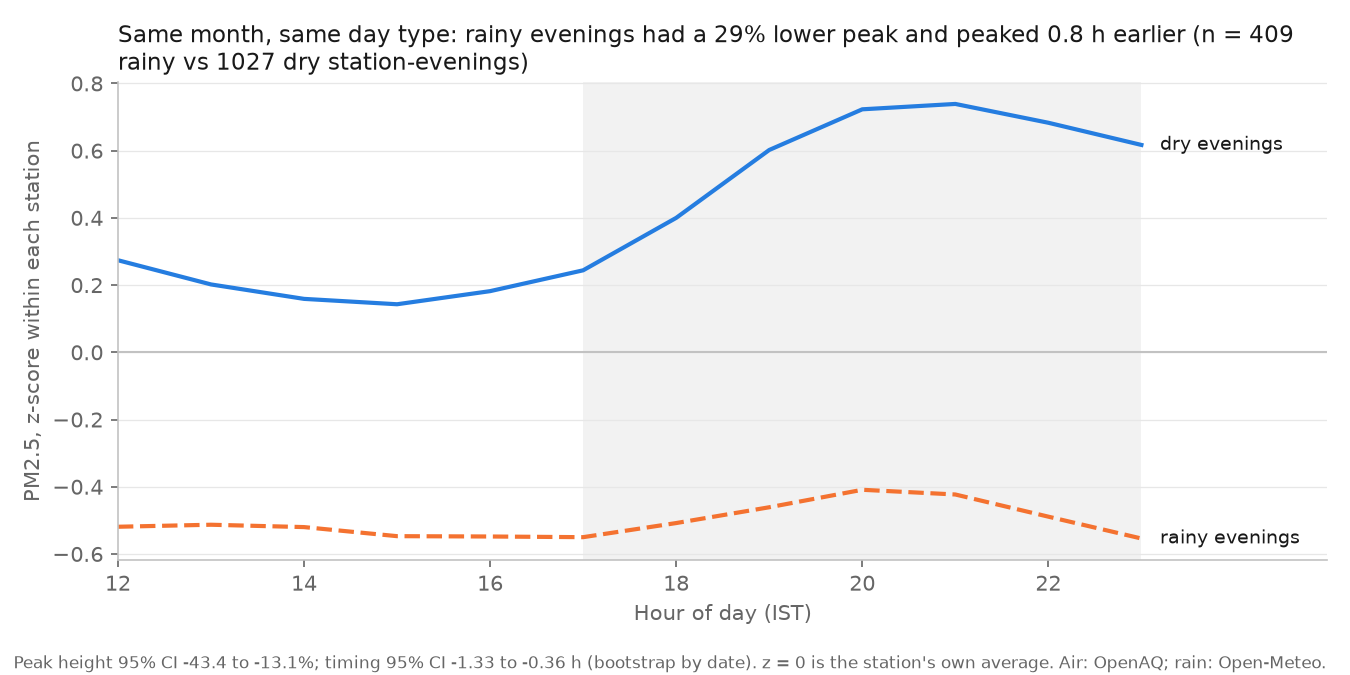 Same month, same day type: rainy evenings had a 29% lower peak and peaked 0.8 h earlier (n = 409
rainy vs 1027 dry station-evenings)
PM2.5, z-score within each station
0.8
0.6
0.4
0.2
0.0
−0.2
−0.4
−0.6
dry evenings
rainy evenings
12
14
16
18
20
22
Hour of day (IST)
Peak height 95% CI -43.4 to -13.1%; timing 95% CI -1.33 to -0.36 h (bootstrap by date). z = 0 is the station's own average. Air: OpenAQ; rain: Open-Meteo.